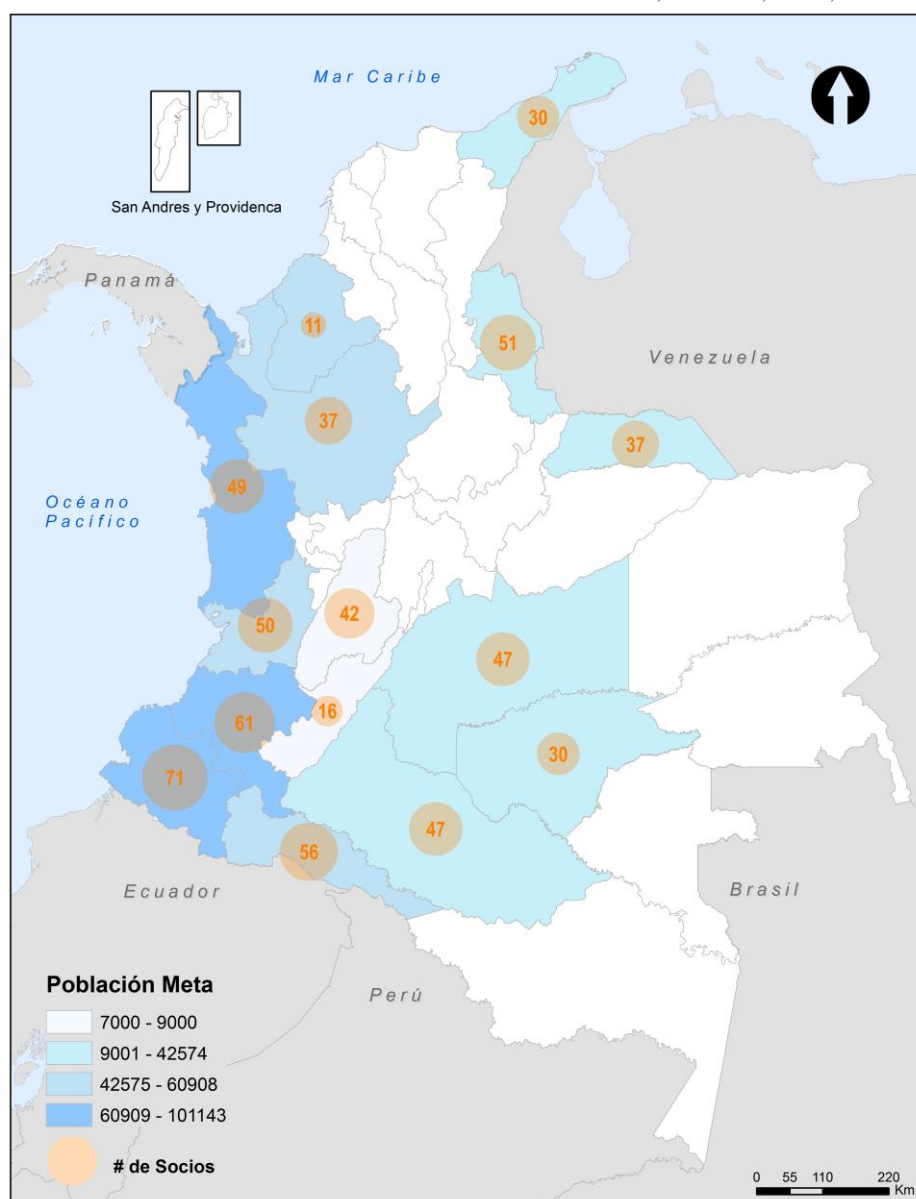 Mar Caribe
30
San Andres y Providenca
Panamá
11
51
Venezuela
37
37
49
Océano
Pacífico
42
50
47
16
61
30
71
47
56
Ecuador
Brasil
Población Meta
Perú
7000 - 9000
9001 - 42574
42575 - 60908
60909 - 101143
# de Socios
0 55 110 220
Km